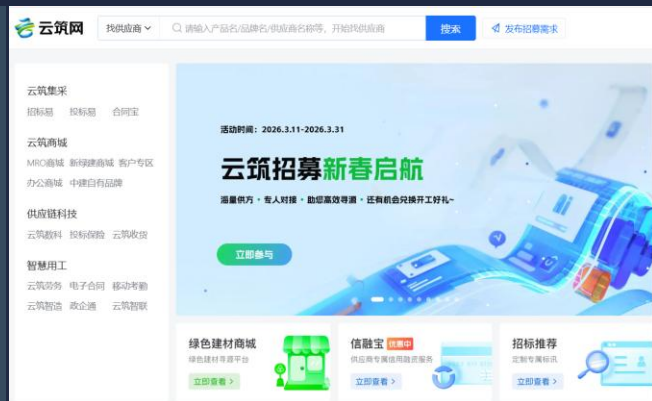 云筑网
找供应商
请输入产品名/品牌名/供应商名称等，开始找供应商
搜索
发布招募需求
云筑集采
招标易 投标易 合同宝
云筑商城
MRO商城 新绿建商城 客户专区
办公商城 中建自有品牌
供应链科技
云筑数科 投标保险 云筑收货
智慧用工
云筑劳务 电子合同 移动考勤
云筑智造 政企通 云筑智联
活动时间：2026.3.11-2026.3.31
云筑招募新春启航
海量供方·专人对接·助您高效寻源·还有机会兑换开工好礼~
立即参与
绿色建材商城
绿色建材寻源平台
立即查看 >
信融宝 优惠中
供应商专属信用融资服务
立即查看 >
招标推荐
定制专属标讯
立即查看 >